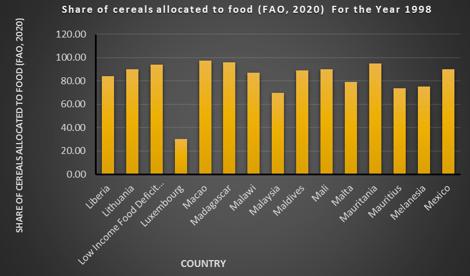 Share of cereals allocated to food (FAO, 2020) For the Year 1998
SHARE OF CEREALS ALLOCATED TO FOOD (FAO, 2020)
120.00
100.00
80.00
60.00
40.00
20.00
0.00
Liberia
Lithuania
Low Income Food Deficit...
Luxembourg
Macao
Madagascar
Malawi
Malaysia
Maldives
Mali
Malta
Mauritania
Mauritius
Melanesia
Mexico
COUNTRY